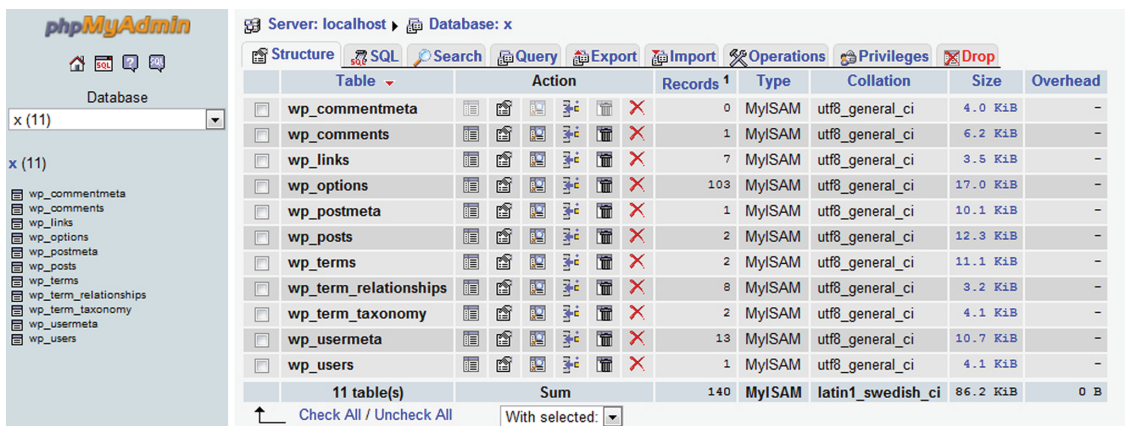 phpMyAdmin
Database
x (11)
x (11)
wp_commentmeta
wp_comments
wp_links
wp_options
wp_postmeta
wp_posts
wp_terms
wp_term_relationships
wp_term_taxonomy
wp_usermeta
wp_users
Server: localhost Database: x
Structure SQL Search Query Export Import Operations Privileges Drop
Table Action Records 1 Type Collation Size Overhead
wp_commentmeta 0 MyISAM utf8_general_ci 4.0 KiB -
wp_comments 1 MyISAM utf8_general_ci 6.2 KiB -
wp_links 7 MyISAM utf8_general_ci 3.5 KiB -
wp_options 103 MyISAM utf8_general_ci 17.0 KiB -
wp_postmeta 1 MyISAM utf8_general_ci 10.1 KiB -
wp_posts 2 MyISAM utf8_general_ci 12.3 KiB -
wp_terms 2 MyISAM utf8_general_ci 11.1 KiB -
wp_term_relationships 8 MyISAM utf8_general_ci 3.2 KiB -
wp_term_taxonomy 2 MyISAM utf8_general_ci 4.1 KiB -
wp_usermeta 13 MyISAM utf8_general_ci 10.7 KiB -
wp_users 1 MyISAM utf8_general_ci 4.1 KiB -
11 table(s) Sum 140 MyISAM latin1_swedish_ci 86.2 KiB 0 B
Check All / Uncheck All With selected: